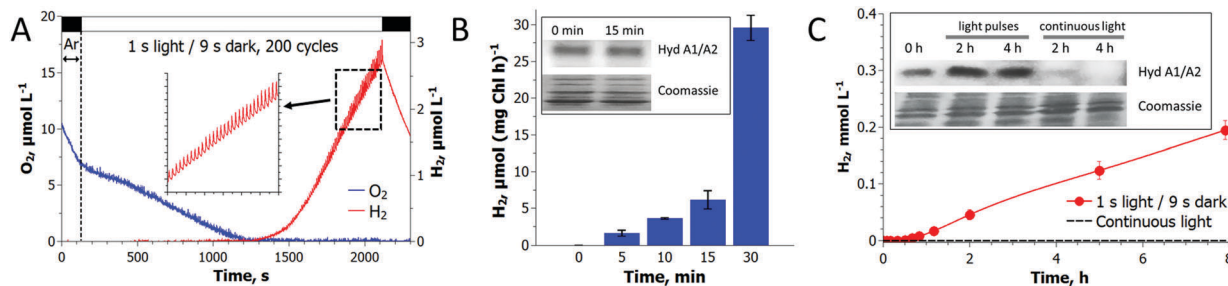 A
20
15
10
5
0
O₂, μmol L⁻¹
Ar
1 s light / 9 s dark, 200 cycles
O₂
H₂
3
2
1
0
H₂, μmol L⁻¹
0 500 1000 1500 2000
Time, s
B
35
30
25
20
15
10
5
0
H₂, μmol (mg Chl h)⁻¹
0 min 15 min
Hyd A1/A2
Coomassie
0 5 10 15 30
Time, min
C
0.4
0.3
0.2
0.1
0
H₂, mmol L⁻¹
light pulses continuous light
0 h 2 h 4 h 2 h 4 h
Hyd A1/A2
Coomassie
1 s light / 9 s dark
Continuous light
0 2 4 6 8
Time, h